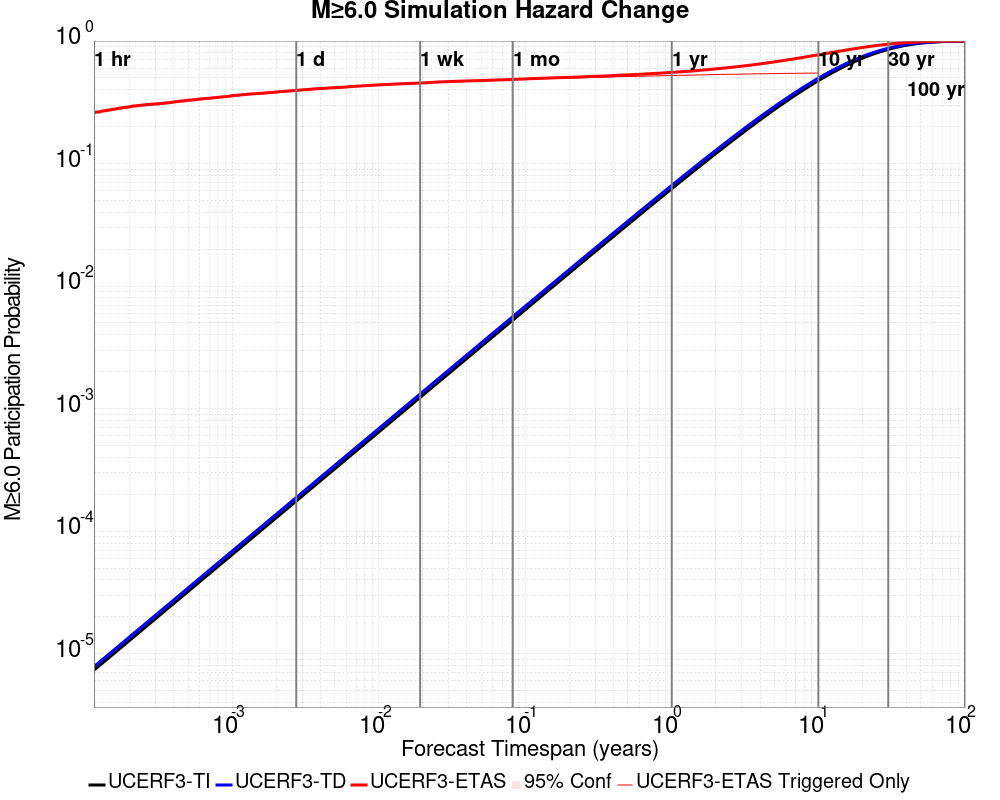 M≥6.0 Simulation Hazard Change
M≥6.0 Participation Probability
10^0
10^-1
10^-2
10^-3
10^-4
10^-5
1 hr
1 d
1 wk
1 mo
1 yr
10 yr
30 yr
100 yr
10^-3
10^-2
10^-1
10^0
10^1
10^2
Forecast Timespan (years)
UCERF3-TI UCERF3-TD UCERF3-ETAS 95% Conf UCERF3-ETAS Triggered Only